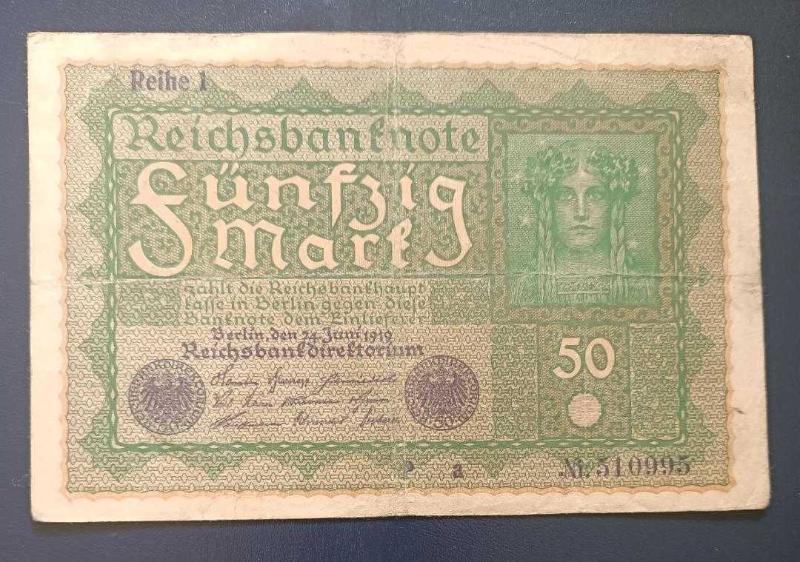 Reihe 1
Reichsbanknote
Fünfzig
Mark
zahlt die Reichsbankhaupt
kasse in Berlin gegen diese
Banknote dem Einlieferer
Berlin, den 24. Juni 1919
Reichsbankdirektorium
50
P a
№ 510995